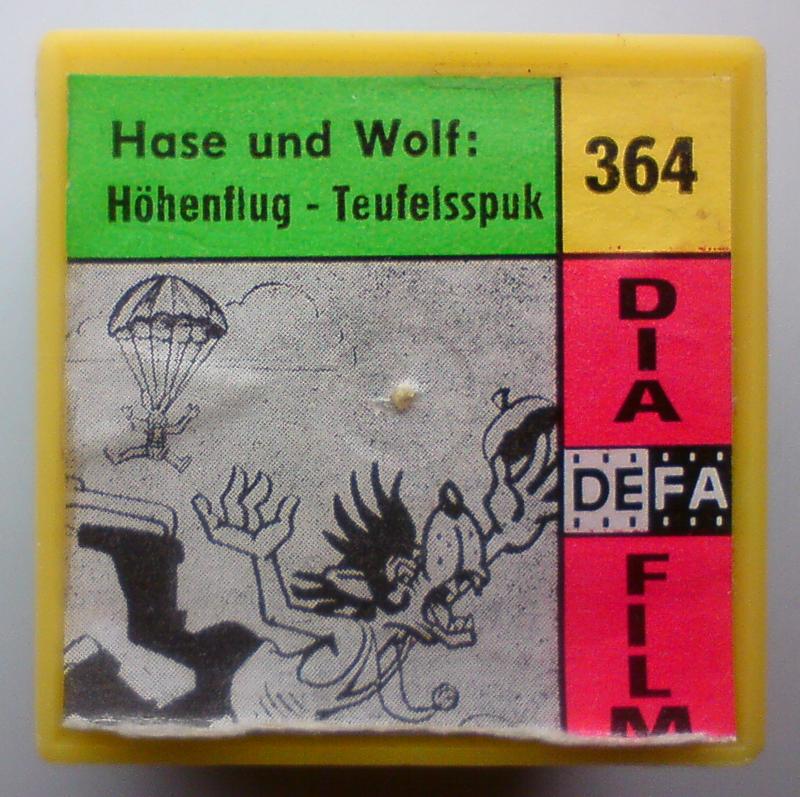 Hase und Wolf:
Höhenflug - Teufelsspuk
364
DIA
DEFA
FILM